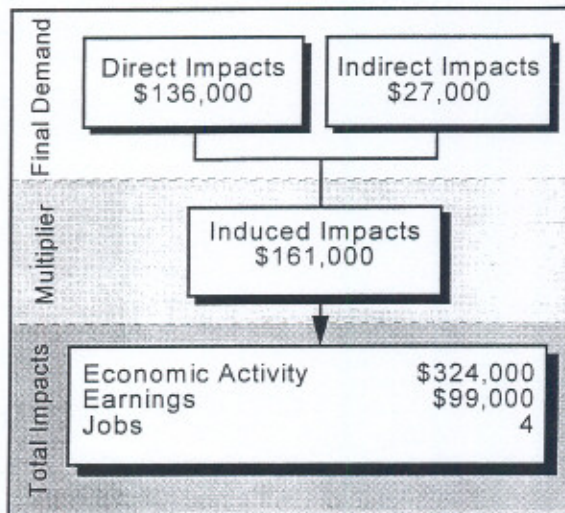 Final Demand
Direct Impacts
$136,000
Indirect Impacts
$27,000
Multiplier
Induced Impacts
$161,000
Total Impacts
Economic Activity $324,000
Earnings $99,000
Jobs 4